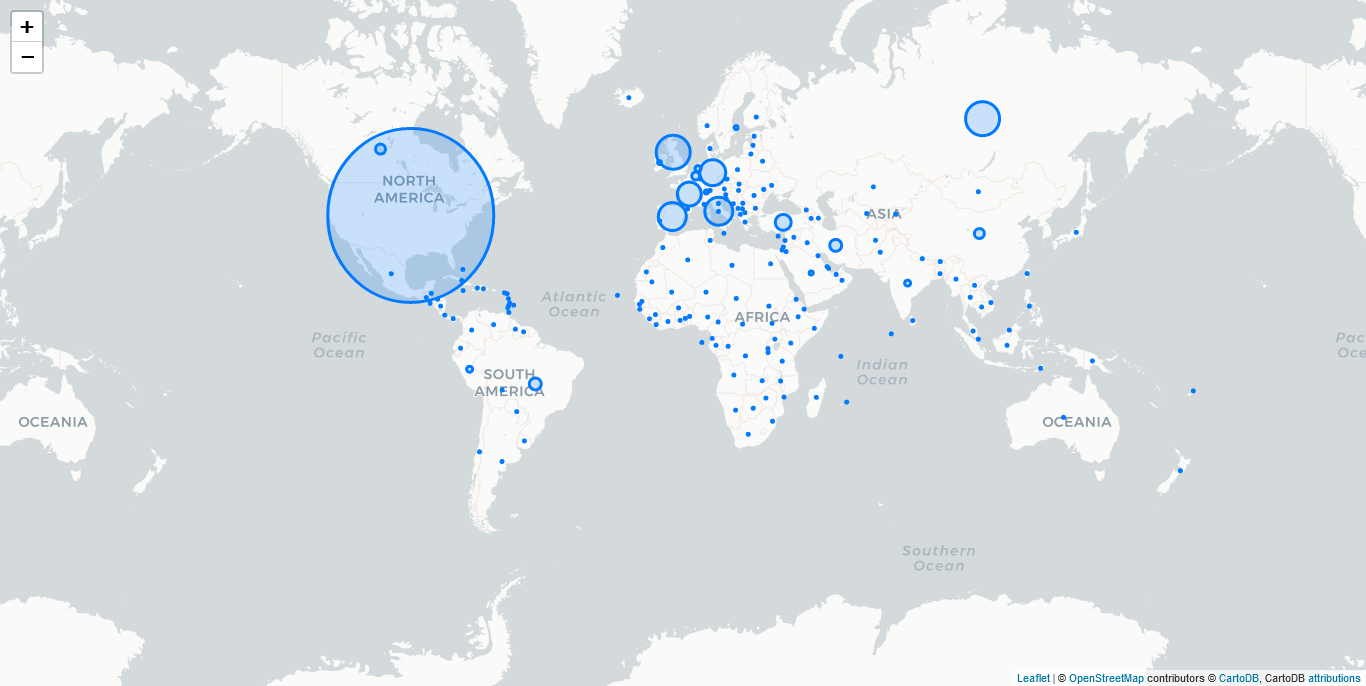 +
−
NORTH
AMERICA
ASIA
Atlantic
Ocean
AFRICA
Pacific
Ocean
Pac
Oce
Indian
Ocean
SOUTH
AMERICA
OCEANIA
OCEANIA
Southern
Ocean
Leaflet | © OpenStreetMap contributors © CartoDB, CartoDB attributions